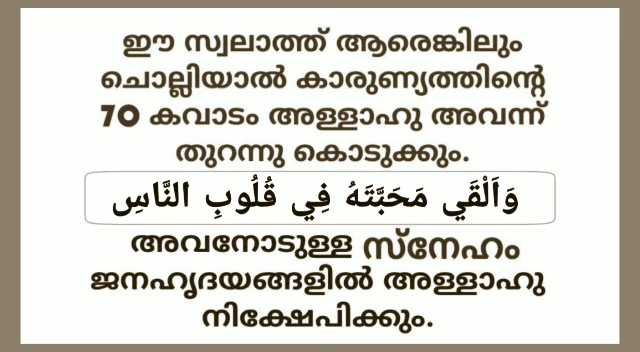 ഈ സ്വലാത്ത് ആരെങ്കിലും
ചൊല്ലിയാൽ കാരുണ്യത്തിന്റെ
70 കവാടം അള്ളാഹു അവന്ന്
തുറന്നു കൊടുക്കും.
وَاَلْقَي مَحَبَّتَهُ فِي قُلُوبِ النَّاسِ
അവനോടുള്ള സ്നേഹം
ജനഹൃദയങ്ങളിൽ അള്ളാഹു
നിക്ഷേപിക്കും.